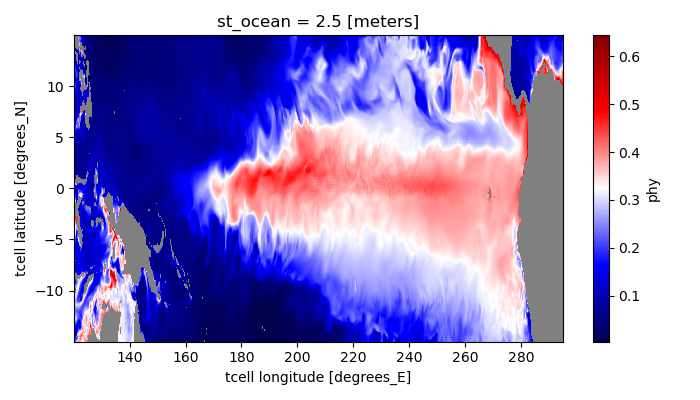 st_ocean = 2.5 [meters]
tcell latitude [degrees_N]
10
5
0
−5
−10
140 160 180 200 220 240 260 280
tcell longitude [degrees_E]
0.6
0.5
0.4
0.3
0.2
0.1
phy